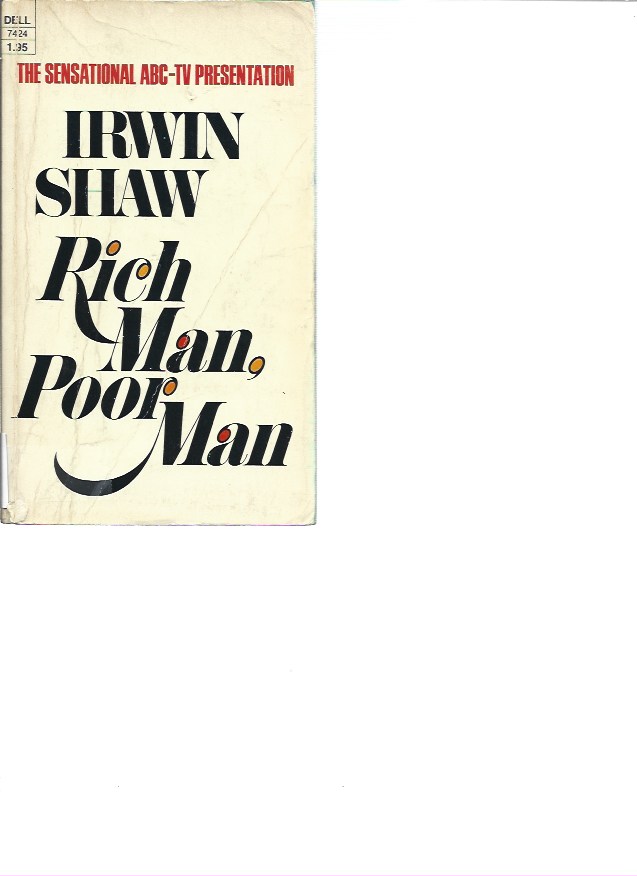 DELL
7424
1.95
THE SENSATIONAL ABC-TV PRESENTATION
IRWIN
SHAW
Rich
Man,
Poor
Man